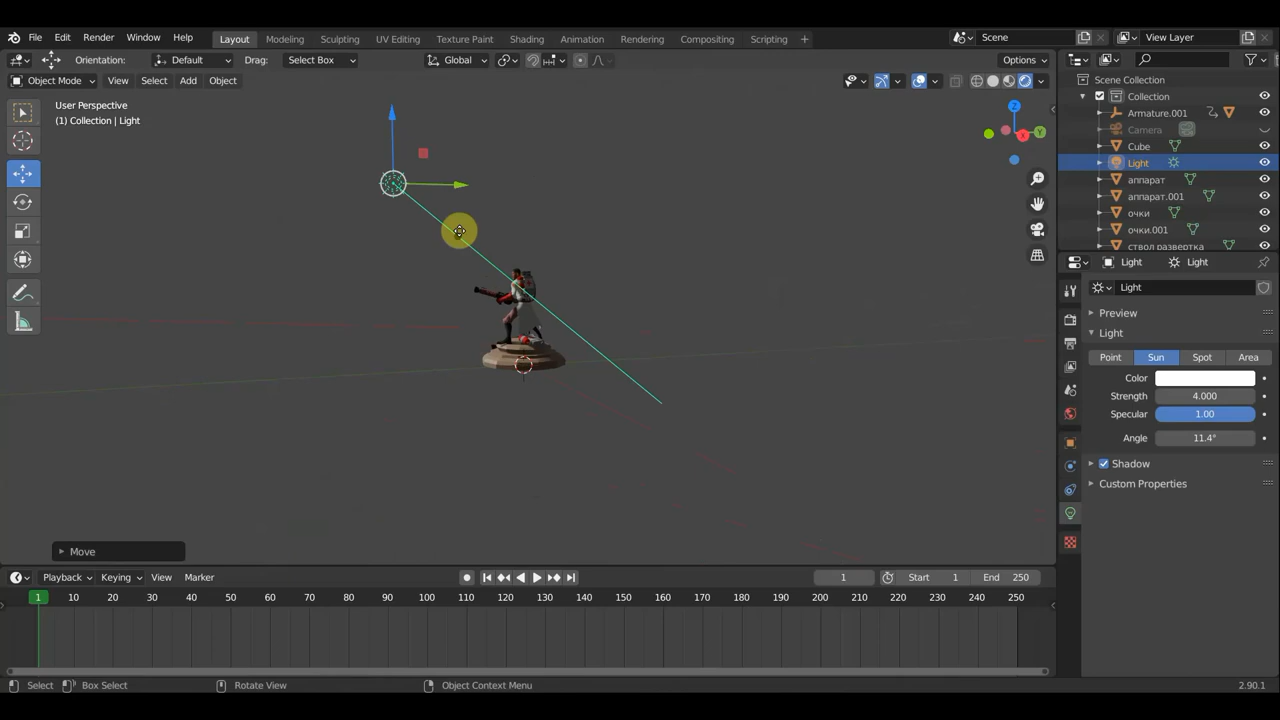 File Edit Render Window Help Layout Modeling Sculpting UV Editing Texture Paint Shading Animation Rendering Compositing Scripting + Scene View Layer
Orientation: Default Drag: Select Box Global Options
Object Mode View Select Add Object
User Perspective
(1) Collection | Light
Z
Y
X
Scene Collection
Collection
Armature.001
Camera
Cube
Light
аппарат
аппарат.001
очки
очки.001
ствол развертка
Light Light
Light
Preview
Light
Point Sun Spot Area
Color
Strength 4.000
Specular 1.00
Angle 11.4°
Shadow
Custom Properties
Move
Playback Keying View Marker 1 Start 1 End 250
1 10 20 30 40 50 60 70 80 90 100 110 120 130 140 150 160 170 180 190 200 210 220 230 240 250
Select Box Select Rotate View Object Context Menu 2.90.1